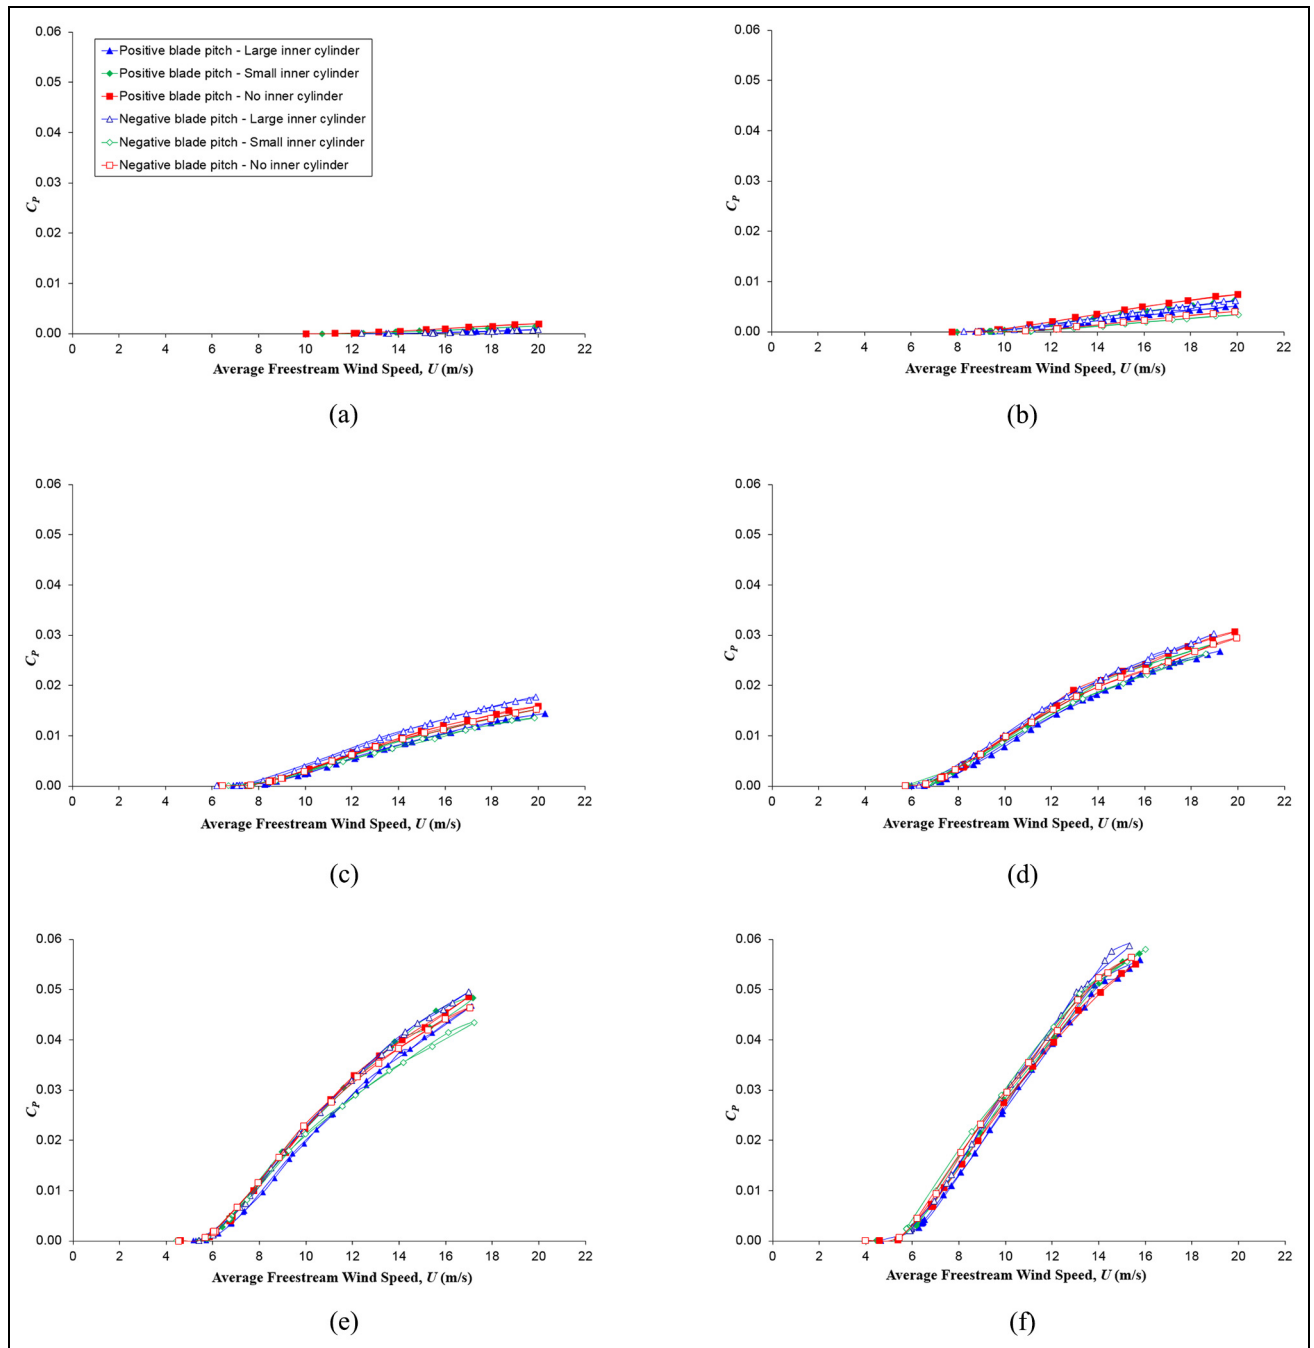 0.06
0.05
0.04
0.03
0.02
0.01
0.00
C_P
Positive blade pitch - Large inner cylinder
Positive blade pitch - Small inner cylinder
Positive blade pitch - No inner cylinder
Negative blade pitch - Large inner cylinder
Negative blade pitch - Small inner cylinder
Negative blade pitch - No inner cylinder
0 2 4 6 8 10 12 14 16 18 20 22
Average Freestream Wind Speed, U (m/s)
(a)
0.06
0.05
0.04
0.03
0.02
0.01
0.00
C_P
0 2 4 6 8 10 12 14 16 18 20 22
Average Freestream Wind Speed, U (m/s)
(b)
0.06
0.05
0.04
0.03
0.02
0.01
0.00
C_P
0 2 4 6 8 10 12 14 16 18 20 22
Average Freestream Wind Speed, U (m/s)
(c)
0.06
0.05
0.04
0.03
0.02
0.01
0.00
C_P
0 2 4 6 8 10 12 14 16 18 20 22
Average Freestream Wind Speed, U (m/s)
(d)
0.06
0.05
0.04
0.03
0.02
0.01
0.00
C_P
0 2 4 6 8 10 12 14 16 18 20 22
Average Freestream Wind Speed, U (m/s)
(e)
0.06
0.05
0.04
0.03
0.02
0.01
0.00
C_P
0 2 4 6 8 10 12 14 16 18 20 22
Average Freestream Wind Speed, U (m/s)
(f)